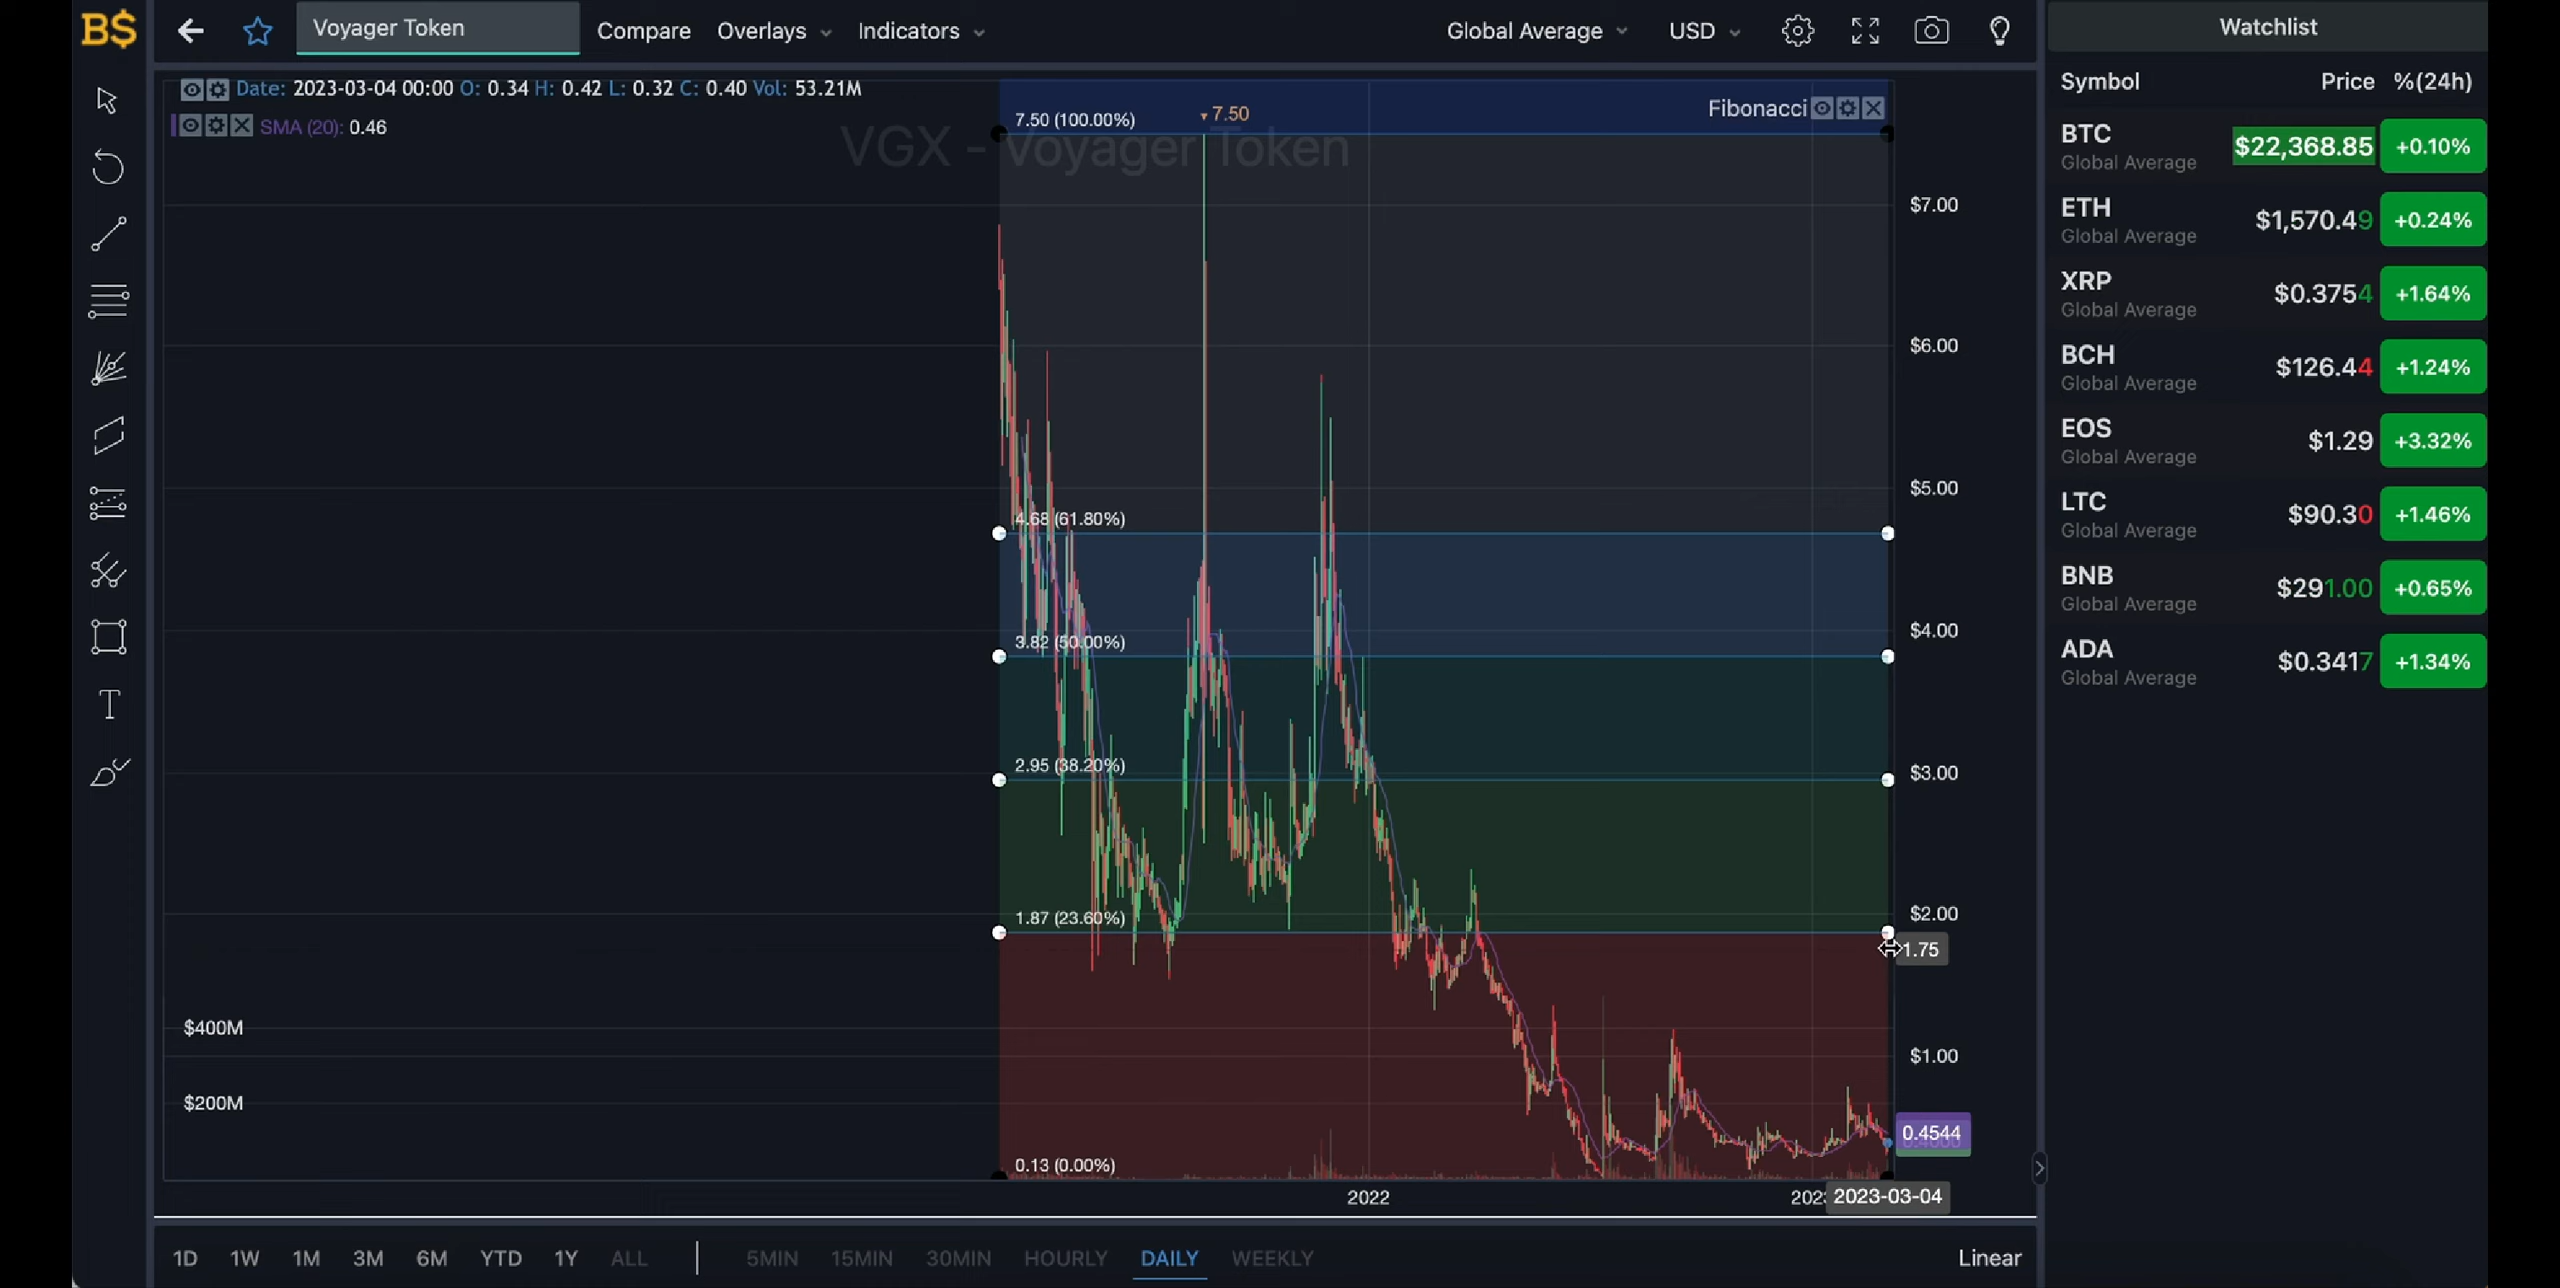 B$
Voyager Token
Compare
Overlays
Indicators
Global Average
USD
Watchlist
Date: 2023-03-04 00:00 O: 0.34 H: 0.42 L: 0.32 C: 0.40 Vol: 53.21M
SMA (20): 0.46
VGX - Voyager Token
Fibonacci
7.50 (100.00%)
▾7.50
4.68 (61.80%)
3.82 (50.00%)
2.95 (38.20%)
1.87 (23.60%)
0.13 (0.00%)
$7.00
$6.00
$5.00
$4.00
$3.00
$2.00
1.75
$1.00
0.4544
$400M
$200M
2022
2023-03-04
Symbol Price %(24h)
BTC $22,368.85 +0.10%
Global Average
ETH $1,570.49 +0.24%
Global Average
XRP $0.3754 +1.64%
Global Average
BCH $126.44 +1.24%
Global Average
EOS $1.29 +3.32%
Global Average
LTC $90.30 +1.46%
Global Average
BNB $291.00 +0.65%
Global Average
ADA $0.3417 +1.34%
Global Average
T
1D 1W 1M 3M 6M YTD 1Y ALL 5MIN 15MIN 30MIN HOURLY DAILY WEEKLY Linear